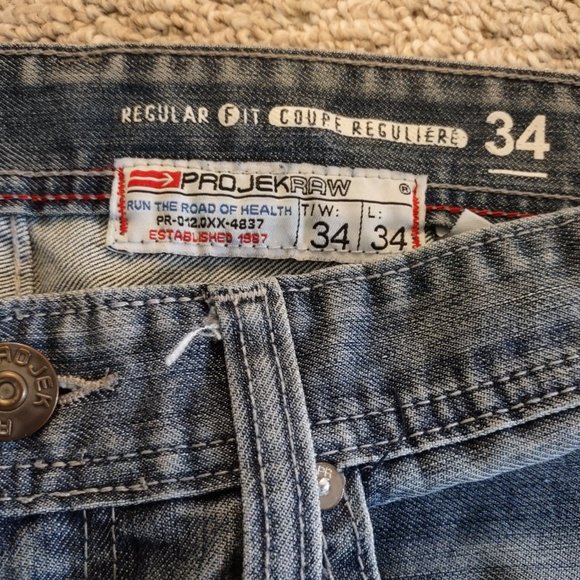 REGULAR FIT COUPE REGULIÈRE 34
PROJEKRAW ®
RUN THE ROAD OF HEALTH
PR-012.0XX-4837
ESTABLISHED 1987
T/W: 34
L: 34
PROJEK R